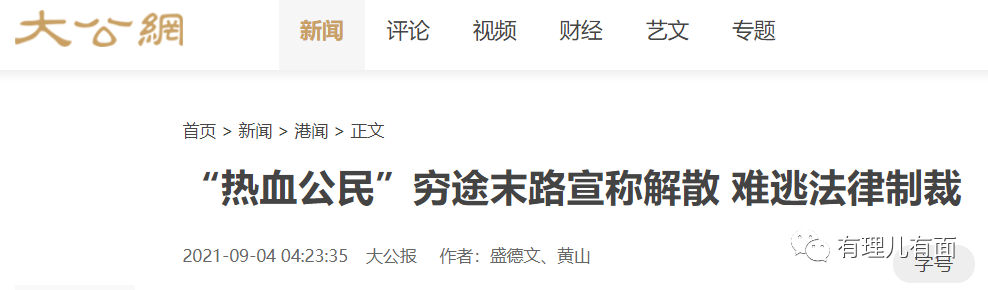 大公網 新闻 评论 视频 财经 艺文 专题
首页 > 新闻 > 港闻 > 正文
“热血公民”穷途末路宣称解散 难逃法律制裁
2021-09-04 04:23:35 大公报 作者：盛德文、黄山
有理儿有面
字号